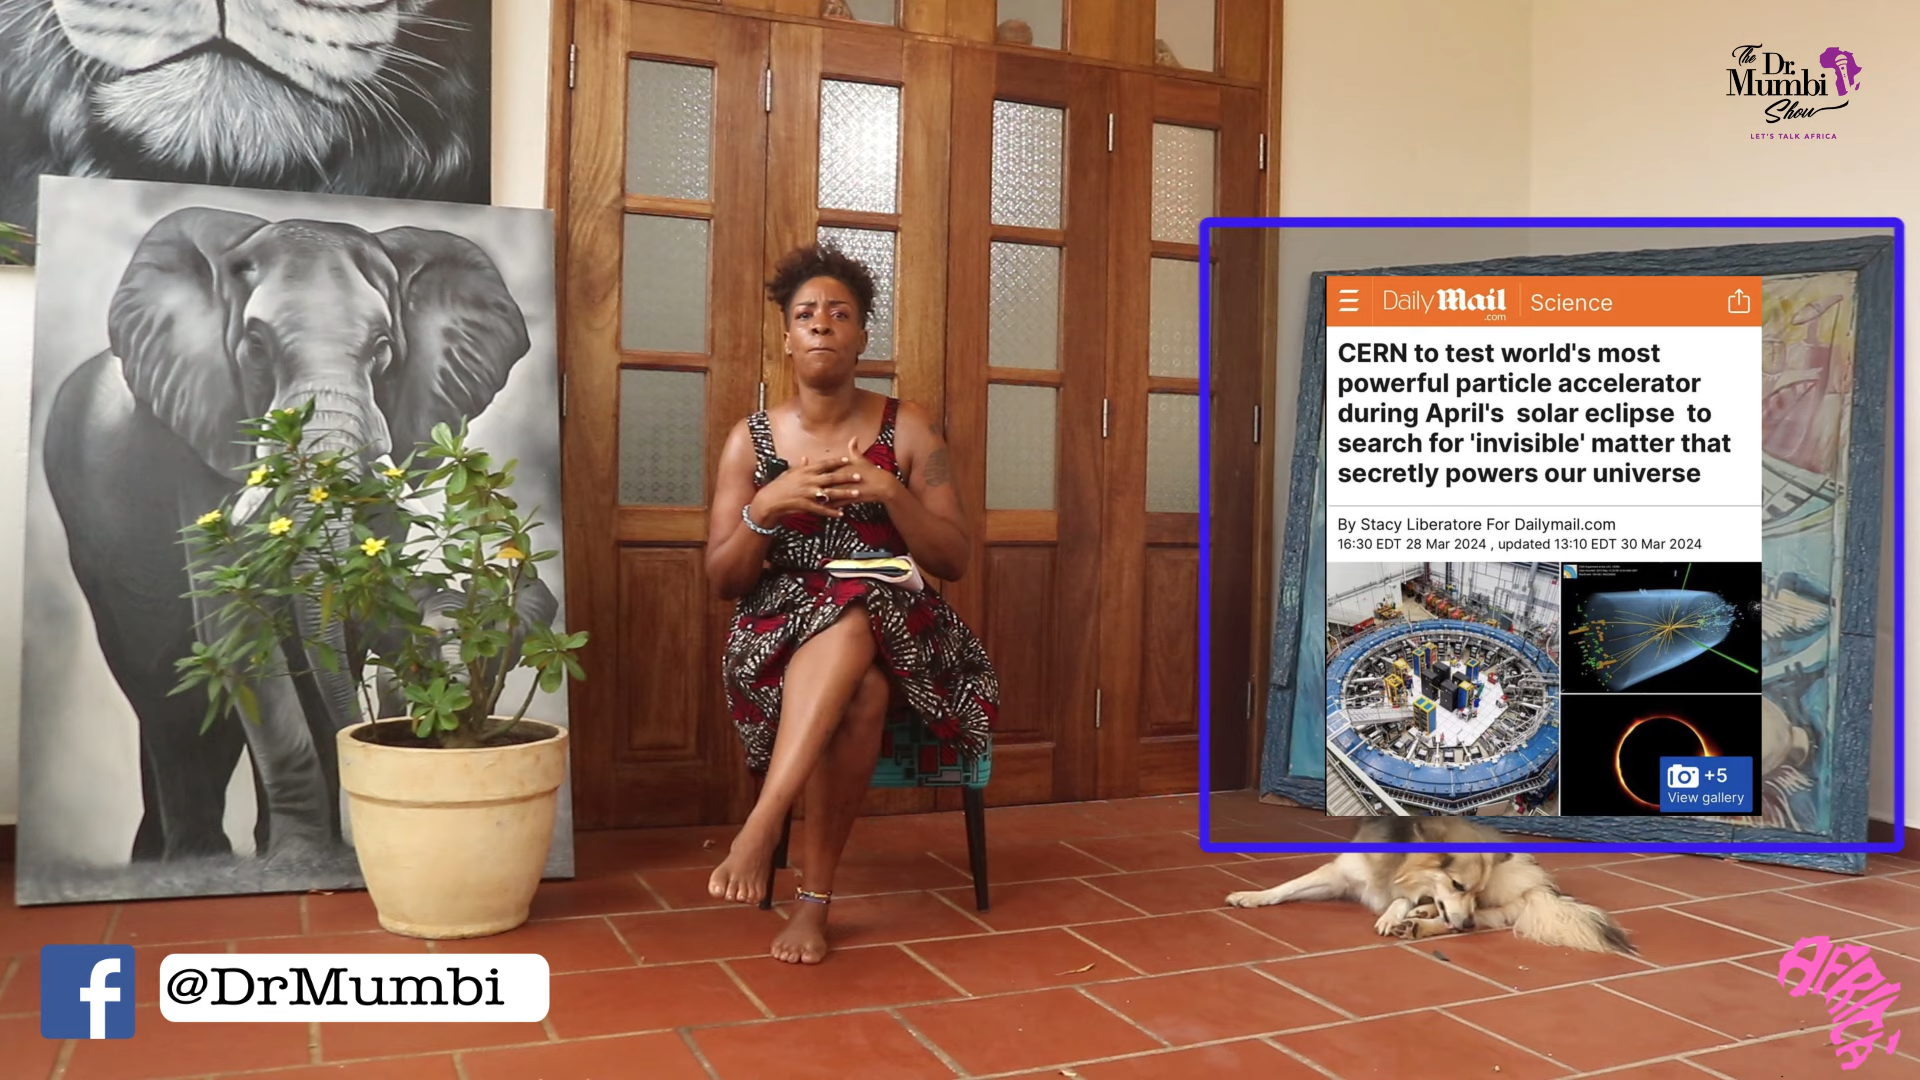 The Dr.
Mumbi
Show
LET'S TALK AFRICA
Daily Mail
.com
Science
CERN to test world's most
powerful particle accelerator
during April's solar eclipse to
search for 'invisible' matter that
secretly powers our universe
By Stacy Liberatore For Dailymail.com
16:30 EDT 28 Mar 2024 , updated 13:10 EDT 30 Mar 2024
+5
View gallery
f
@DrMumbi
AFRICA